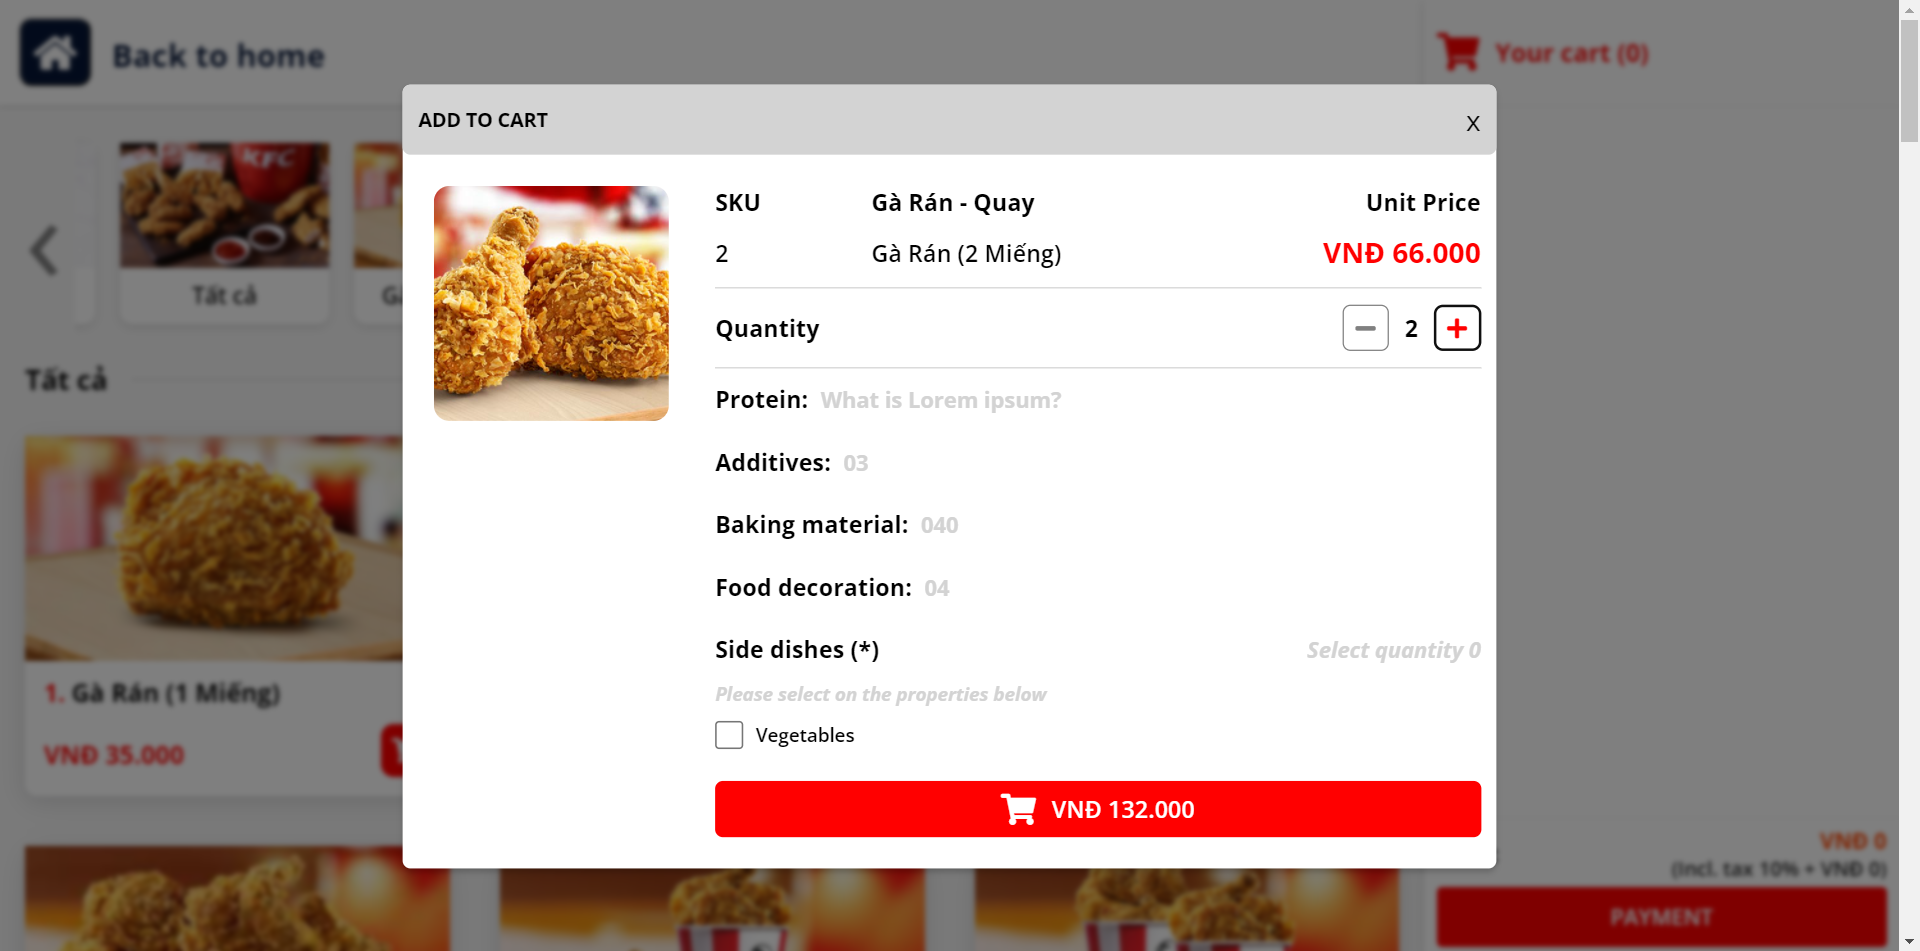 Back to home
Your cart (0)
ADD TO CART
X
KFC
Tất cả
Tất cả
SKU Gà Rán - Quay Unit Price
2 Gà Rán (2 Miếng) VNĐ 66.000
Quantity 2
Protein: What is Lorem ipsum?
Additives: 03
Baking material: 040
Food decoration: 04
Side dishes (*) Select quantity 0
Please select on the properties below
Vegetables
VNĐ 132.000
1. Gà Rán (1 Miếng)
VNĐ 35.000
VNĐ 0
(Incl. tax 10% + VNĐ 0)
PAYMENT